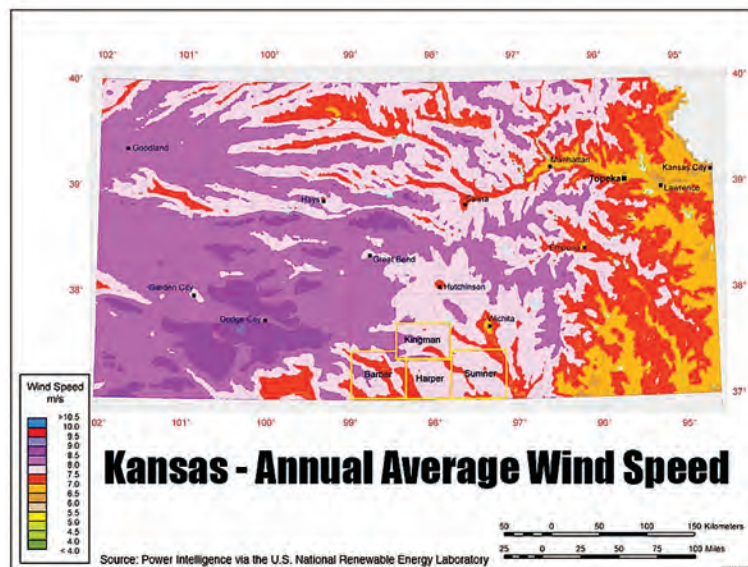 102° 101° 100° 99° 98° 97° 96° 95°
40° 40°
Goodland
Manhattan
Kansas City
Topeka
39° 39°
Lawrence
Hays
Salina
Emporia
Great Bend
38° Garden City Hutchinson 38°
Dodge City
Wichita
Kingman
Barber Harper Sumner
37°
102 101° 100° 99° 98° 97° 96° 95°
Wind Speed
m/s
>10.5
10.0
9.5
9.0
8.5
8.0
7.5
7.0
6.5
6.0
5.5
5.0
4.5
4.0
< 4.0
Kansas - Annual Average Wind Speed
50 0 50 100 150 Kilometers
25 0 25 50 75 100 Miles
Source: Power Intelligence via the U.S. National Renewable Energy Laboratory